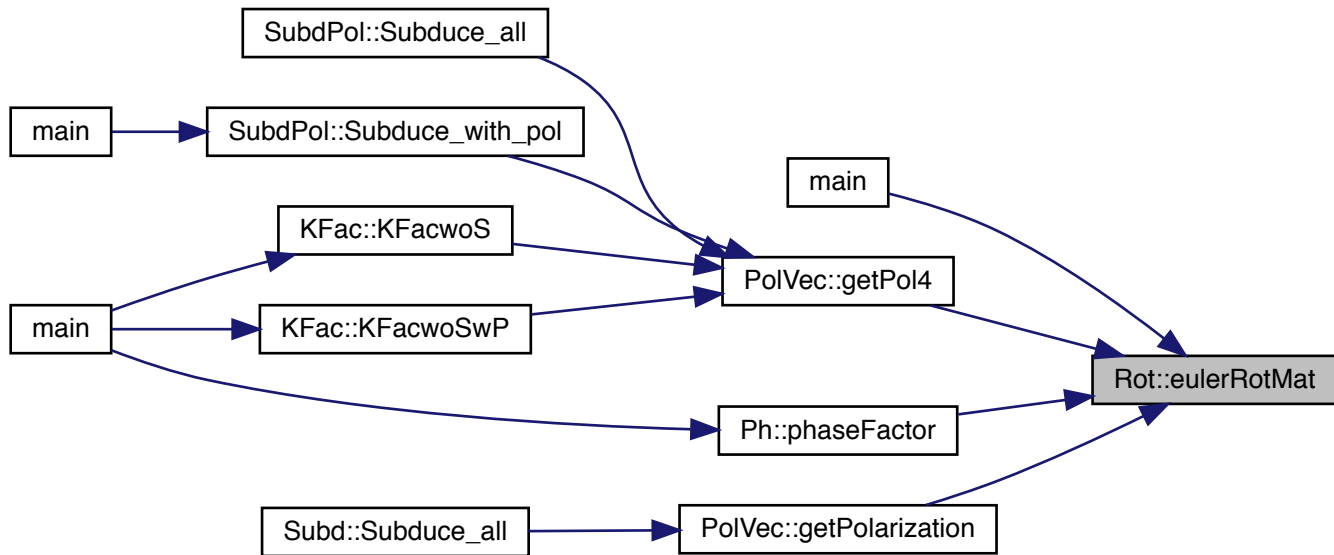 SubdPol::Subduce_all
main
SubdPol::Subduce_with_pol
main
KFac::KFacwoS
PolVec::getPol4
main
KFac::KFacwoSwP
Rot::eulerRotMat
Ph::phaseFactor
Subd::Subduce_all
PolVec::getPolarization